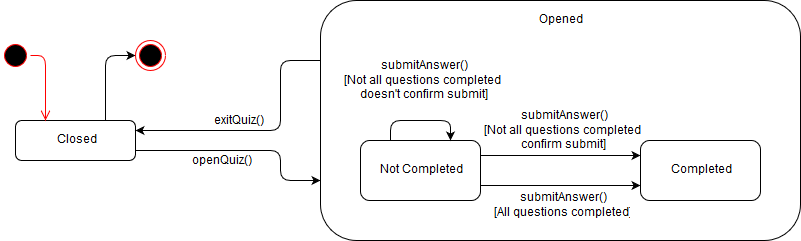 Opened
submitAnswer()
[Not all questions completed
doesn't confirm submit]
submitAnswer()
[Not all questions completed
confirm submit]
exitQuiz()
Closed
openQuiz()
Not Completed
Completed
submitAnswer()
[All questions completed]